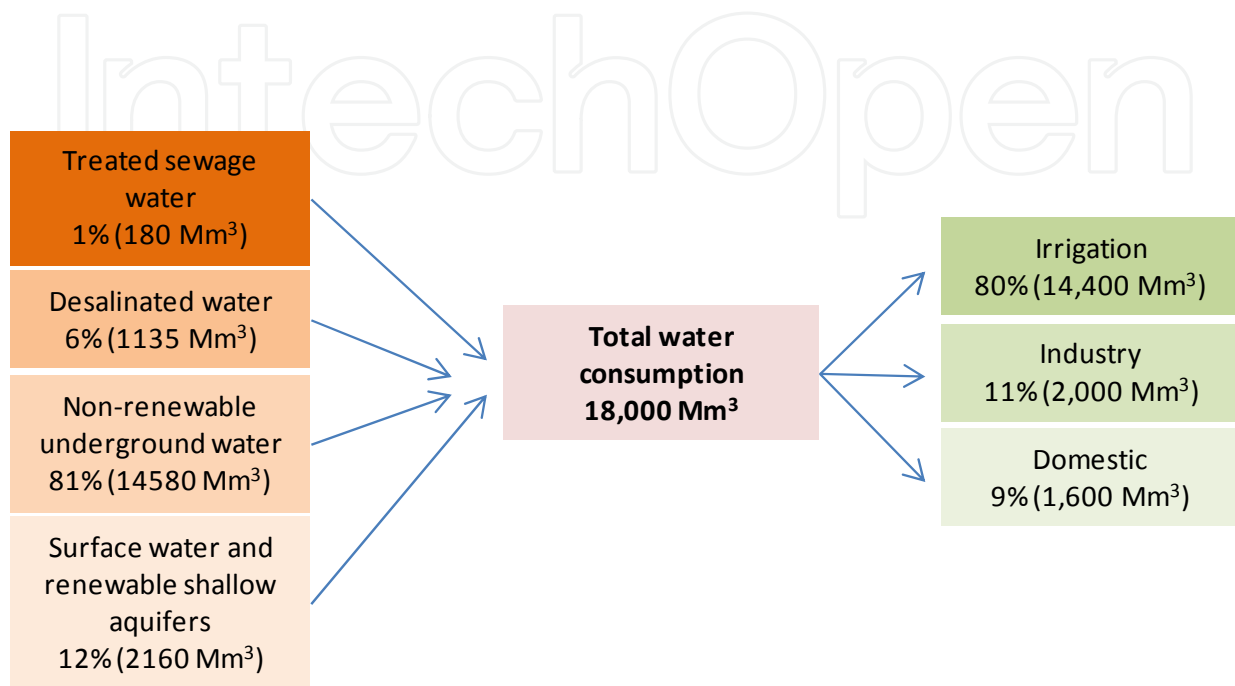 IntechOpen
Treated sewage
water
1% (180 Mm³)
Desalinated water
6% (1135 Mm³)
Non-renewable
underground water
81% (14580 Mm³)
Surface water and
renewable shallow
aquifers
12% (2160 Mm³)
Total water
consumption
18,000 Mm³
Irrigation
80% (14,400 Mm³)
Industry
11% (2,000 Mm³)
Domestic
9% (1,600 Mm³)